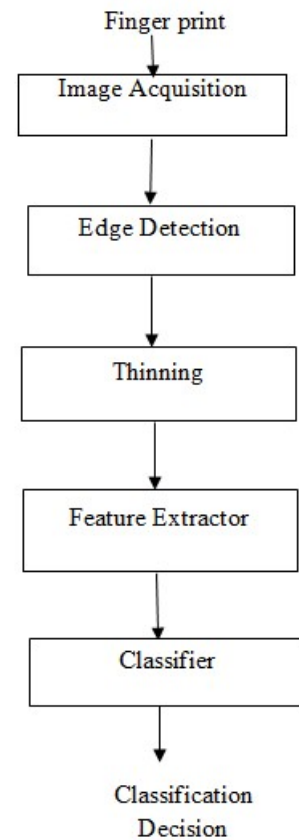 Finger print
Image Acquisition
Edge Detection
Thinning
Feature Extractor
Classifier
Classification
Decision